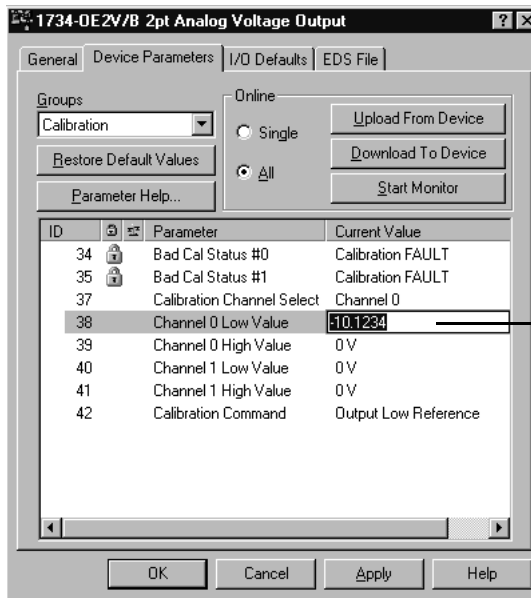 1734-OE2V/B 2pt Analog Voltage Output
General Device Parameters I/O Defaults EDS File
Groups
Calibration
Restore Default Values
Parameter Help...
Online
Single
All
Upload From Device
Download To Device
Start Monitor
ID Parameter Current Value
34 Bad Cal Status #0 Calibration FAULT
35 Bad Cal Status #1 Calibration FAULT
37 Calibration Channel Select Channel 0
38 Channel 0 Low Value -10.1234
39 Channel 0 High Value 0 V
40 Channel 1 Low Value 0 V
41 Channel 1 High Value 0 V
42 Calibration Command Output Low Reference
OK Cancel Apply Help